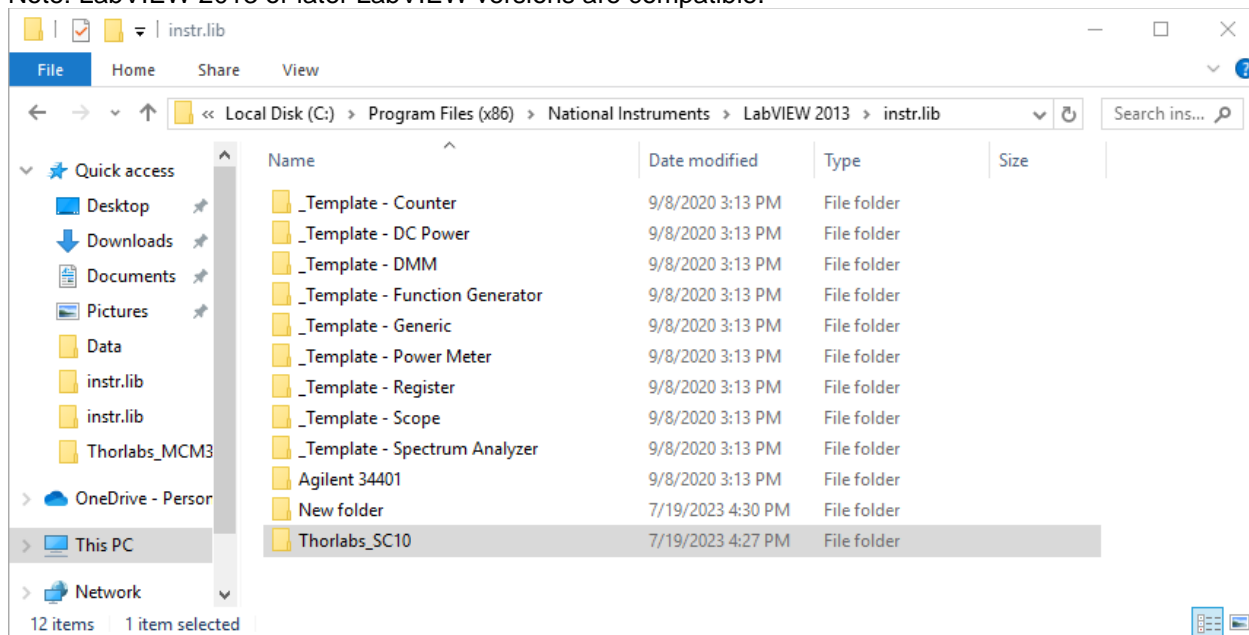 Note: LabVIEW 2013 or later LabVIEW versions are compatible.
instr.lib
File Home Share View
« Local Disk (C:) > Program Files (x86) > National Instruments > LabVIEW 2013 > instr.lib
Search ins...
Name Date modified Type Size
Quick access
Desktop
Downloads
Documents
Pictures
Data
instr.lib
instr.lib
Thorlabs_MCM3
OneDrive - Person
This PC
Network
_Template - Counter 9/8/2020 3:13 PM File folder
_Template - DC Power 9/8/2020 3:13 PM File folder
_Template - DMM 9/8/2020 3:13 PM File folder
_Template - Function Generator 9/8/2020 3:13 PM File folder
_Template - Generic 9/8/2020 3:13 PM File folder
_Template - Power Meter 9/8/2020 3:13 PM File folder
_Template - Register 9/8/2020 3:13 PM File folder
_Template - Scope 9/8/2020 3:13 PM File folder
_Template - Spectrum Analyzer 9/8/2020 3:13 PM File folder
Agilent 34401 9/8/2020 3:13 PM File folder
New folder 7/19/2023 4:30 PM File folder
Thorlabs_SC10 7/19/2023 4:27 PM File folder
12 items 1 item selected